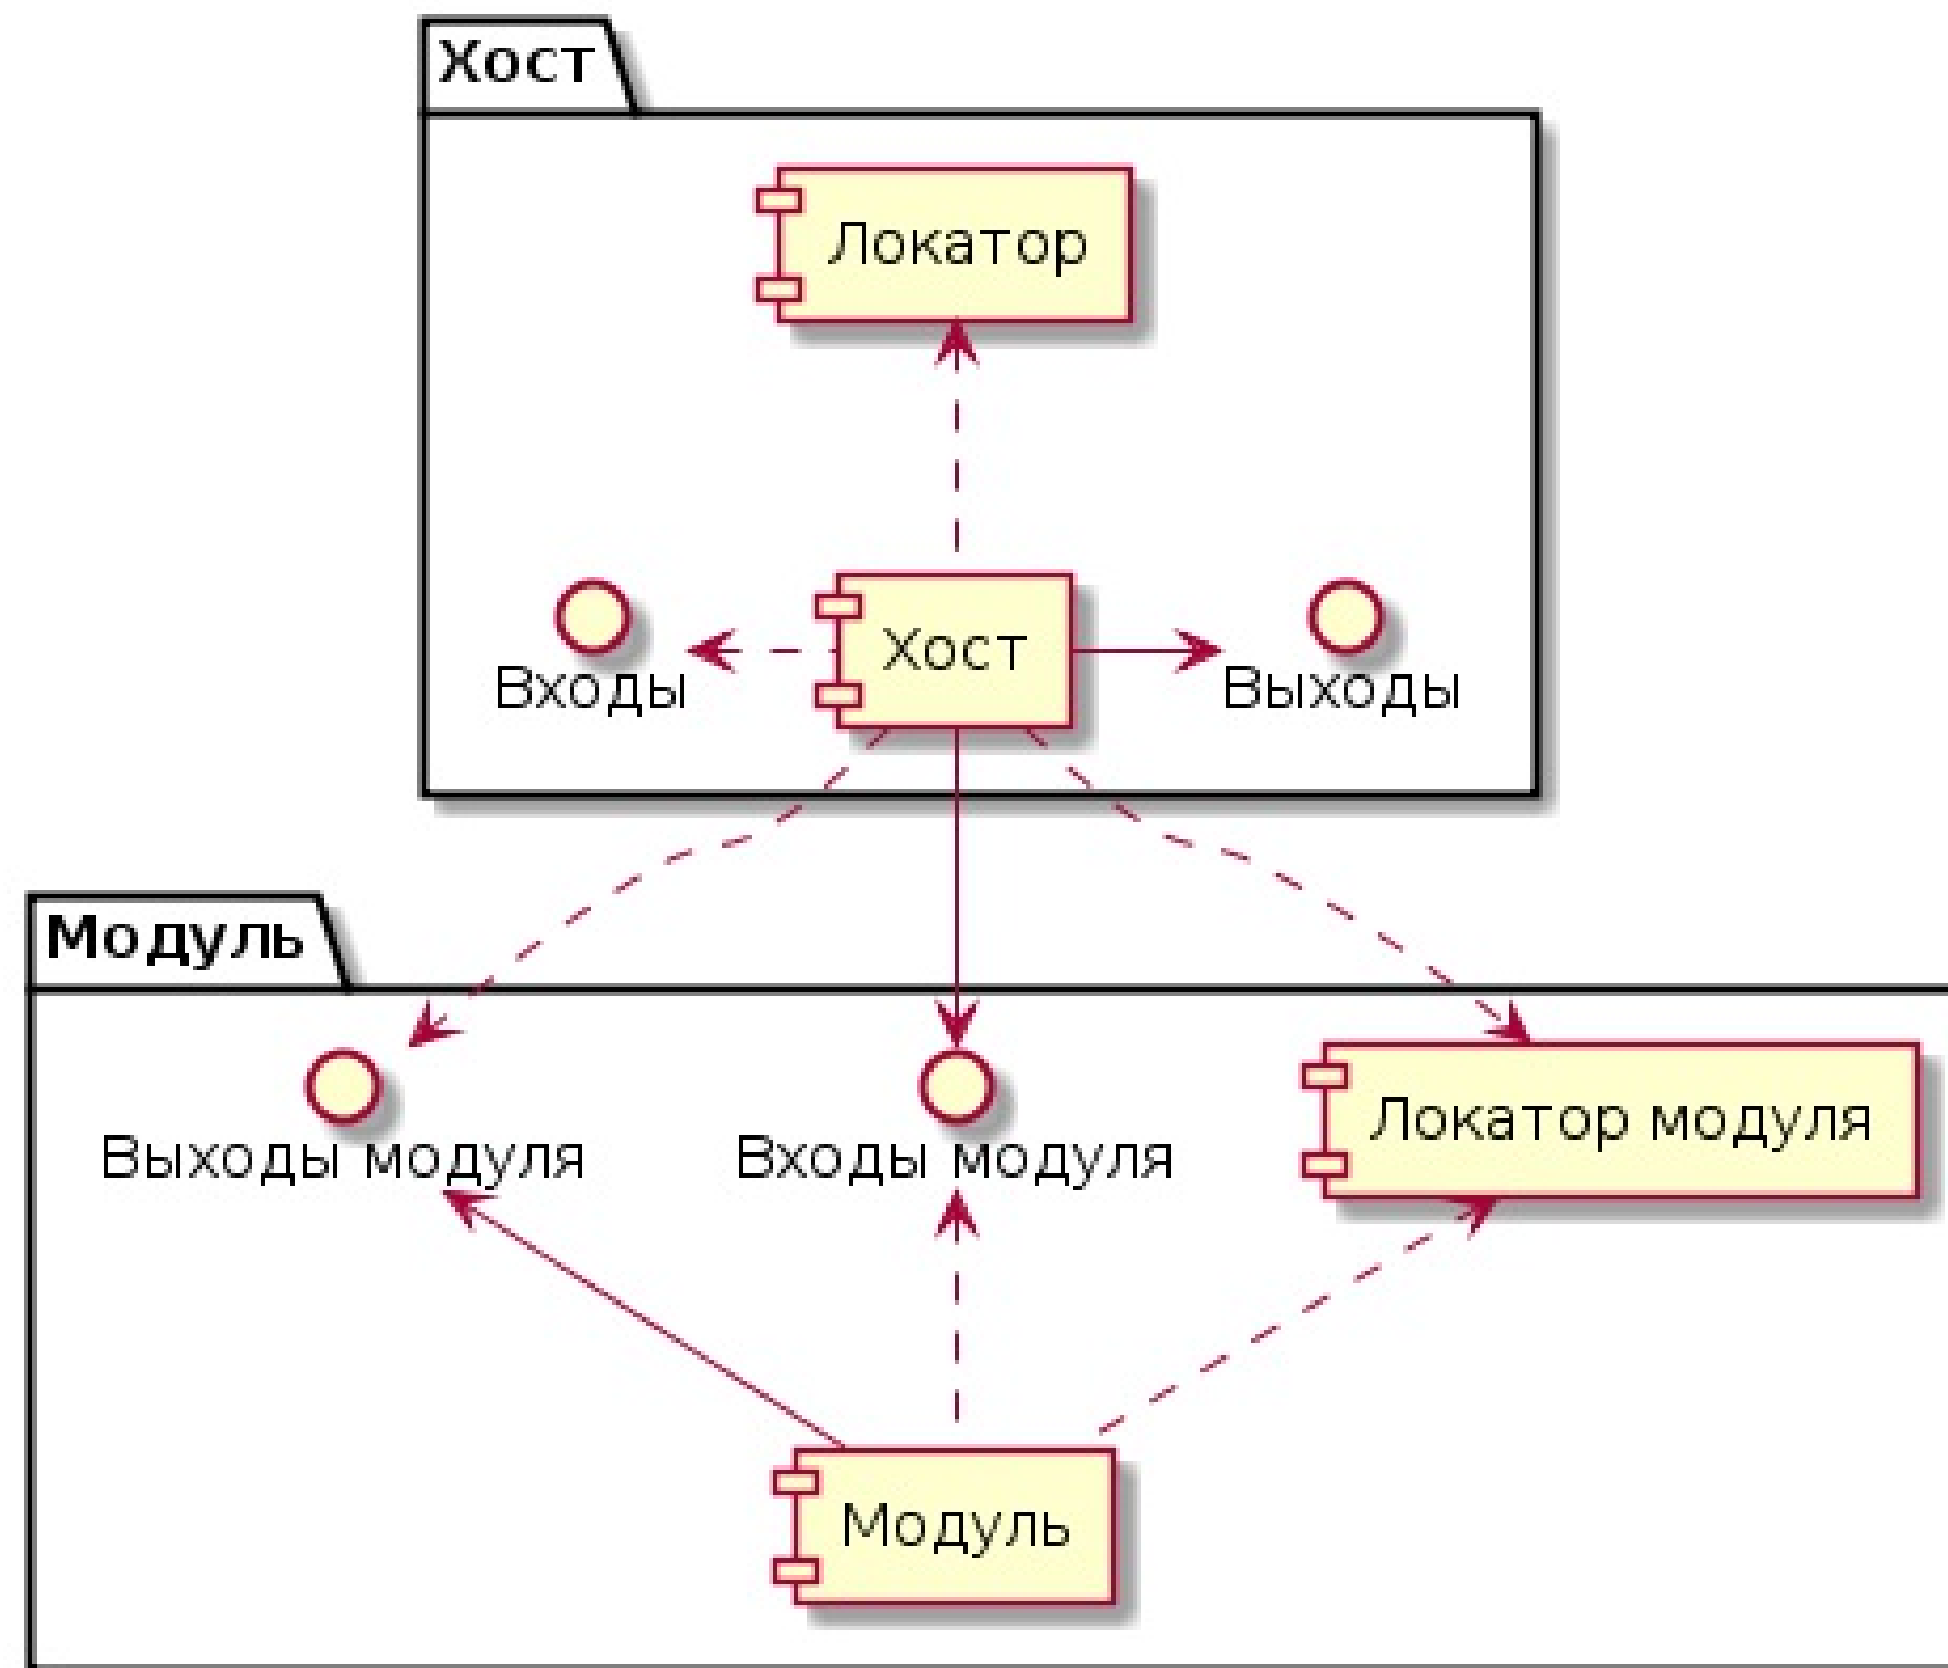 Хост
Локатор
Входы
Хост
Выходы
Модуль
Выходы модуля
Входы модуля
Локатор модуля
Модуль